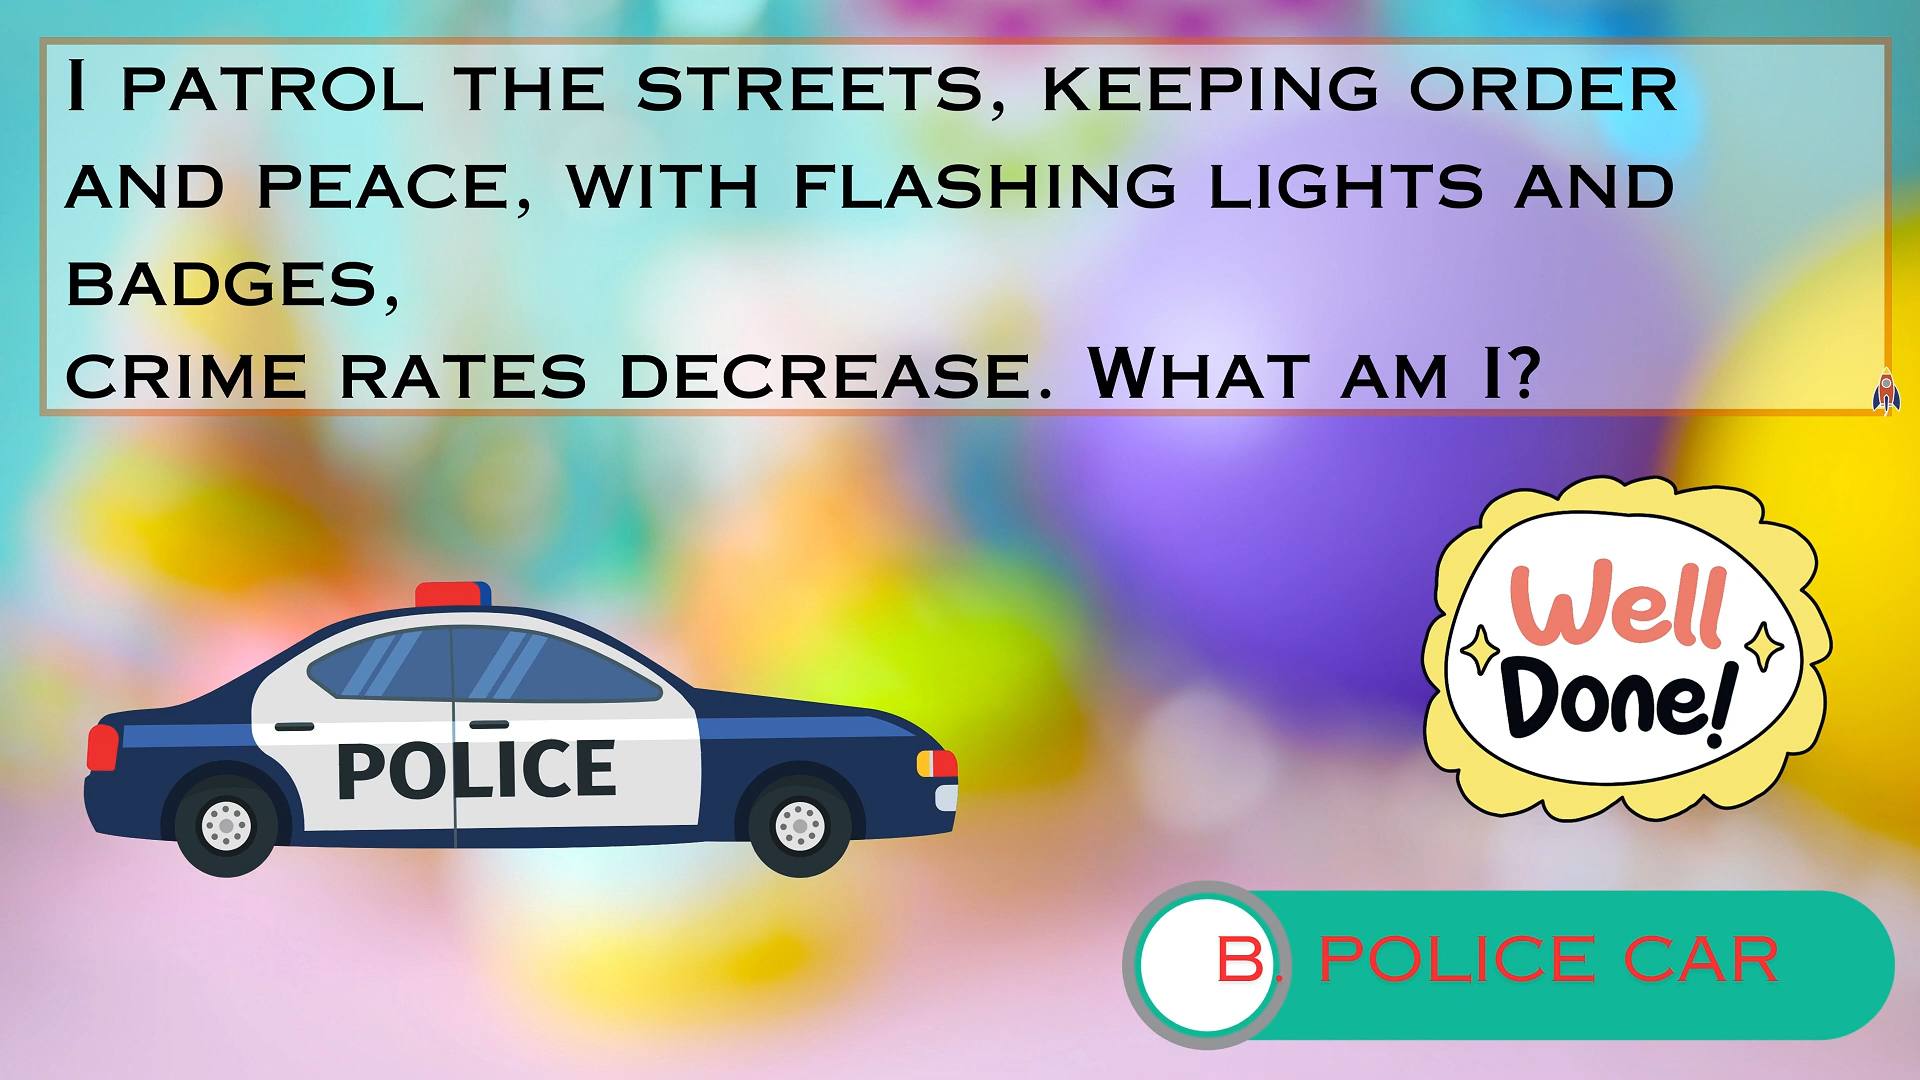 I PATROL THE STREETS, KEEPING ORDER
AND PEACE, WITH FLASHING LIGHTS AND
BADGES,
CRIME RATES DECREASE. WHAT AM I?
POLICE
Well
Done!
B. POLICE CAR